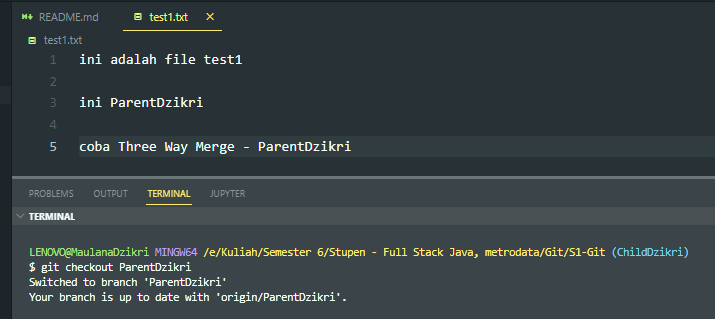 README.md test1.txt
test1.txt
1 ini adalah file test1
2
3 ini ParentDzikri
4
5 coba Three Way Merge - ParentDzikri
PROBLEMS OUTPUT TERMINAL JUPYTER
TERMINAL
LENOVO@MaulanaDzikri MINGW64 /e/Kuliah/Semester 6/Stupen - Full Stack Java, metrodata/Git/S1-Git (ChildDzikri)
$ git checkout ParentDzikri
Switched to branch 'ParentDzikri'
Your branch is up to date with 'origin/ParentDzikri'.